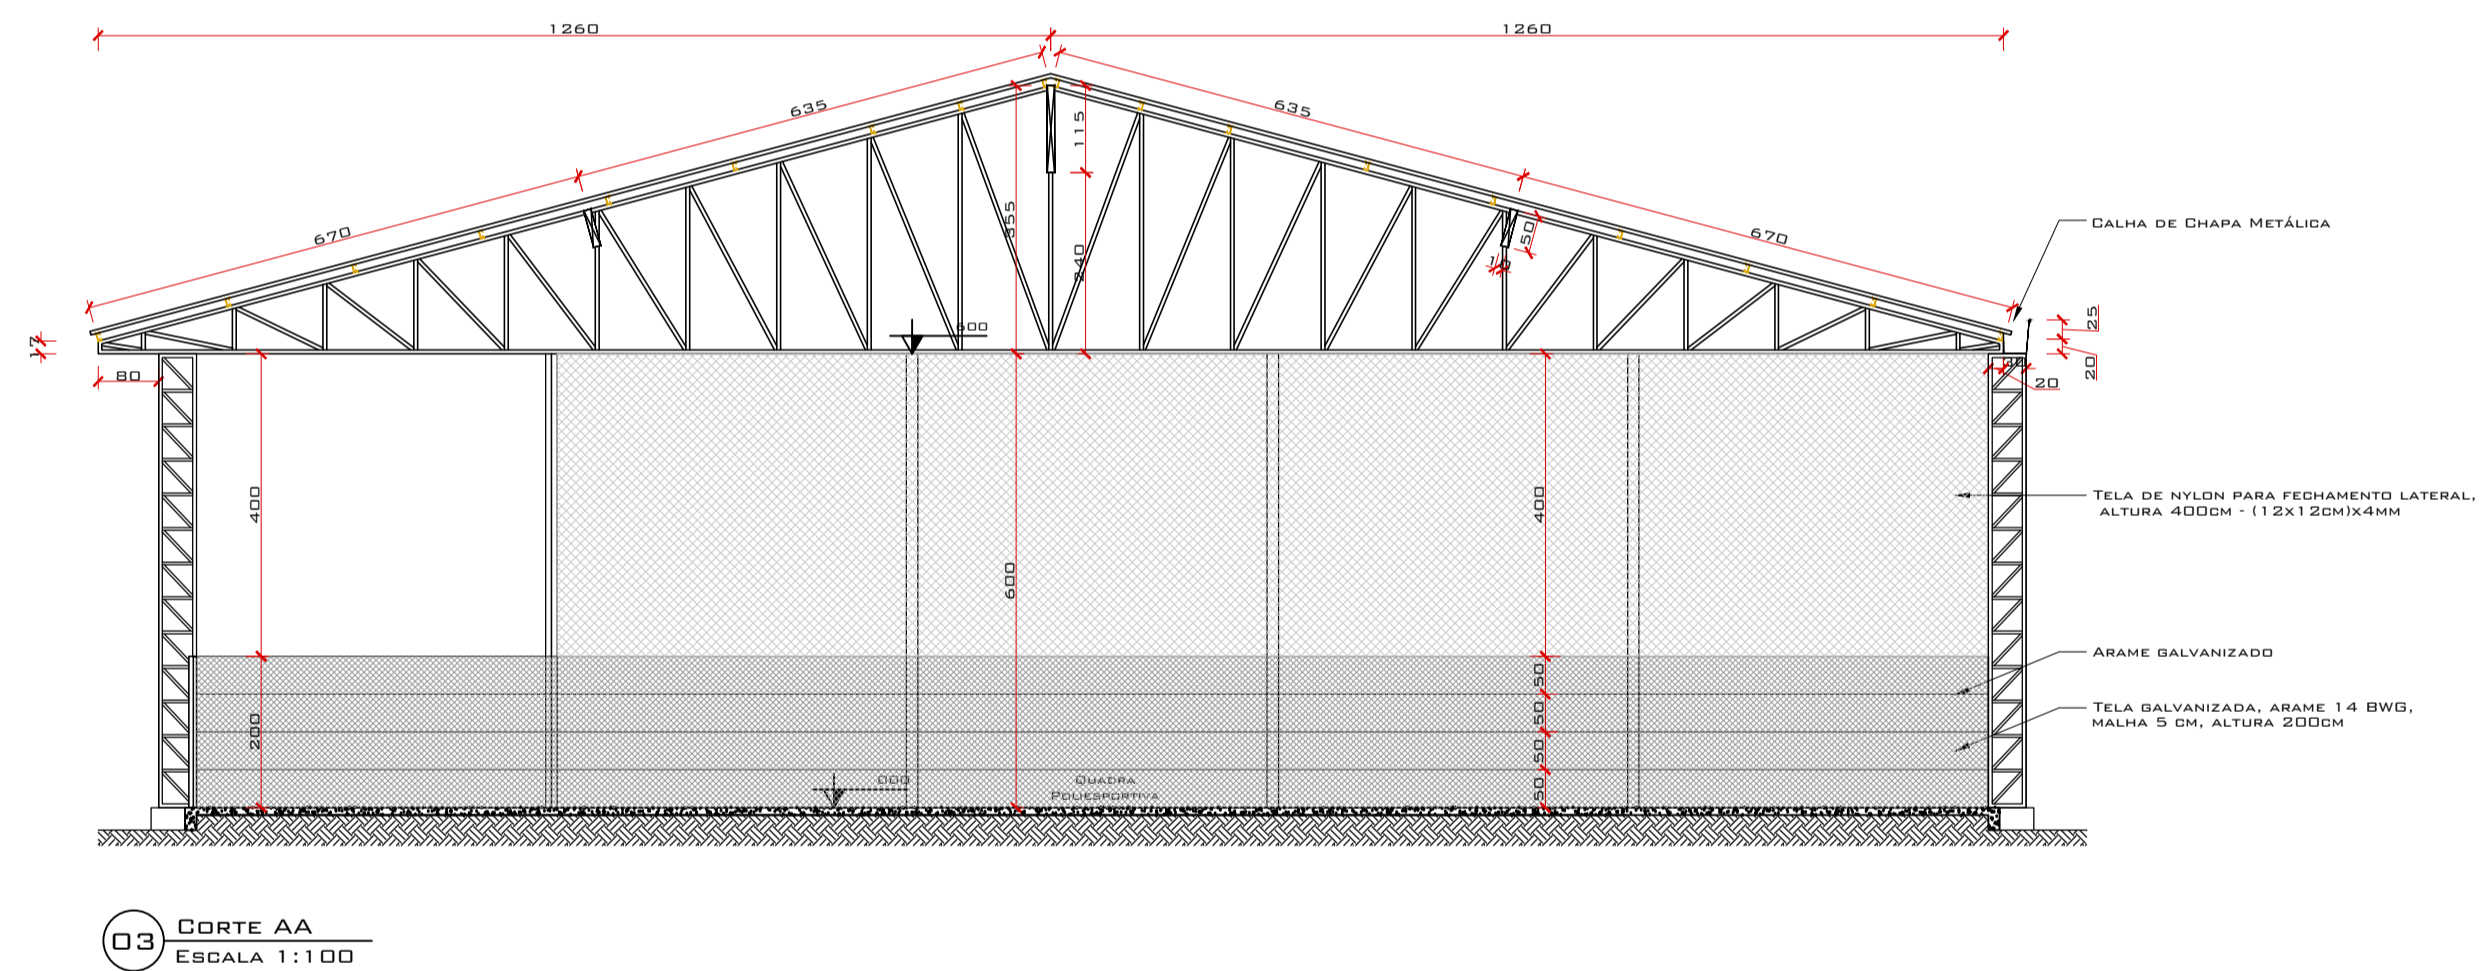 1260
1260
635
635
115
355
670
670
CALHA DE CHAPA METÁLICA
50
240
10
25
600
17
80
30
20
20
400
400
TELA DE NYLON PARA FECHAMENTO LATERAL,
ALTURA 400CM - (12X12CM)X4MM
600
ARAME GALVANIZADO
50
50
TELA GALVANIZADA, ARAME 14 BWG,
MALHA 5 CM, ALTURA 200CM
200
50
000
QUADRA
POLIESPORTIVA
50
03
CORTE AA
ESCALA 1:100